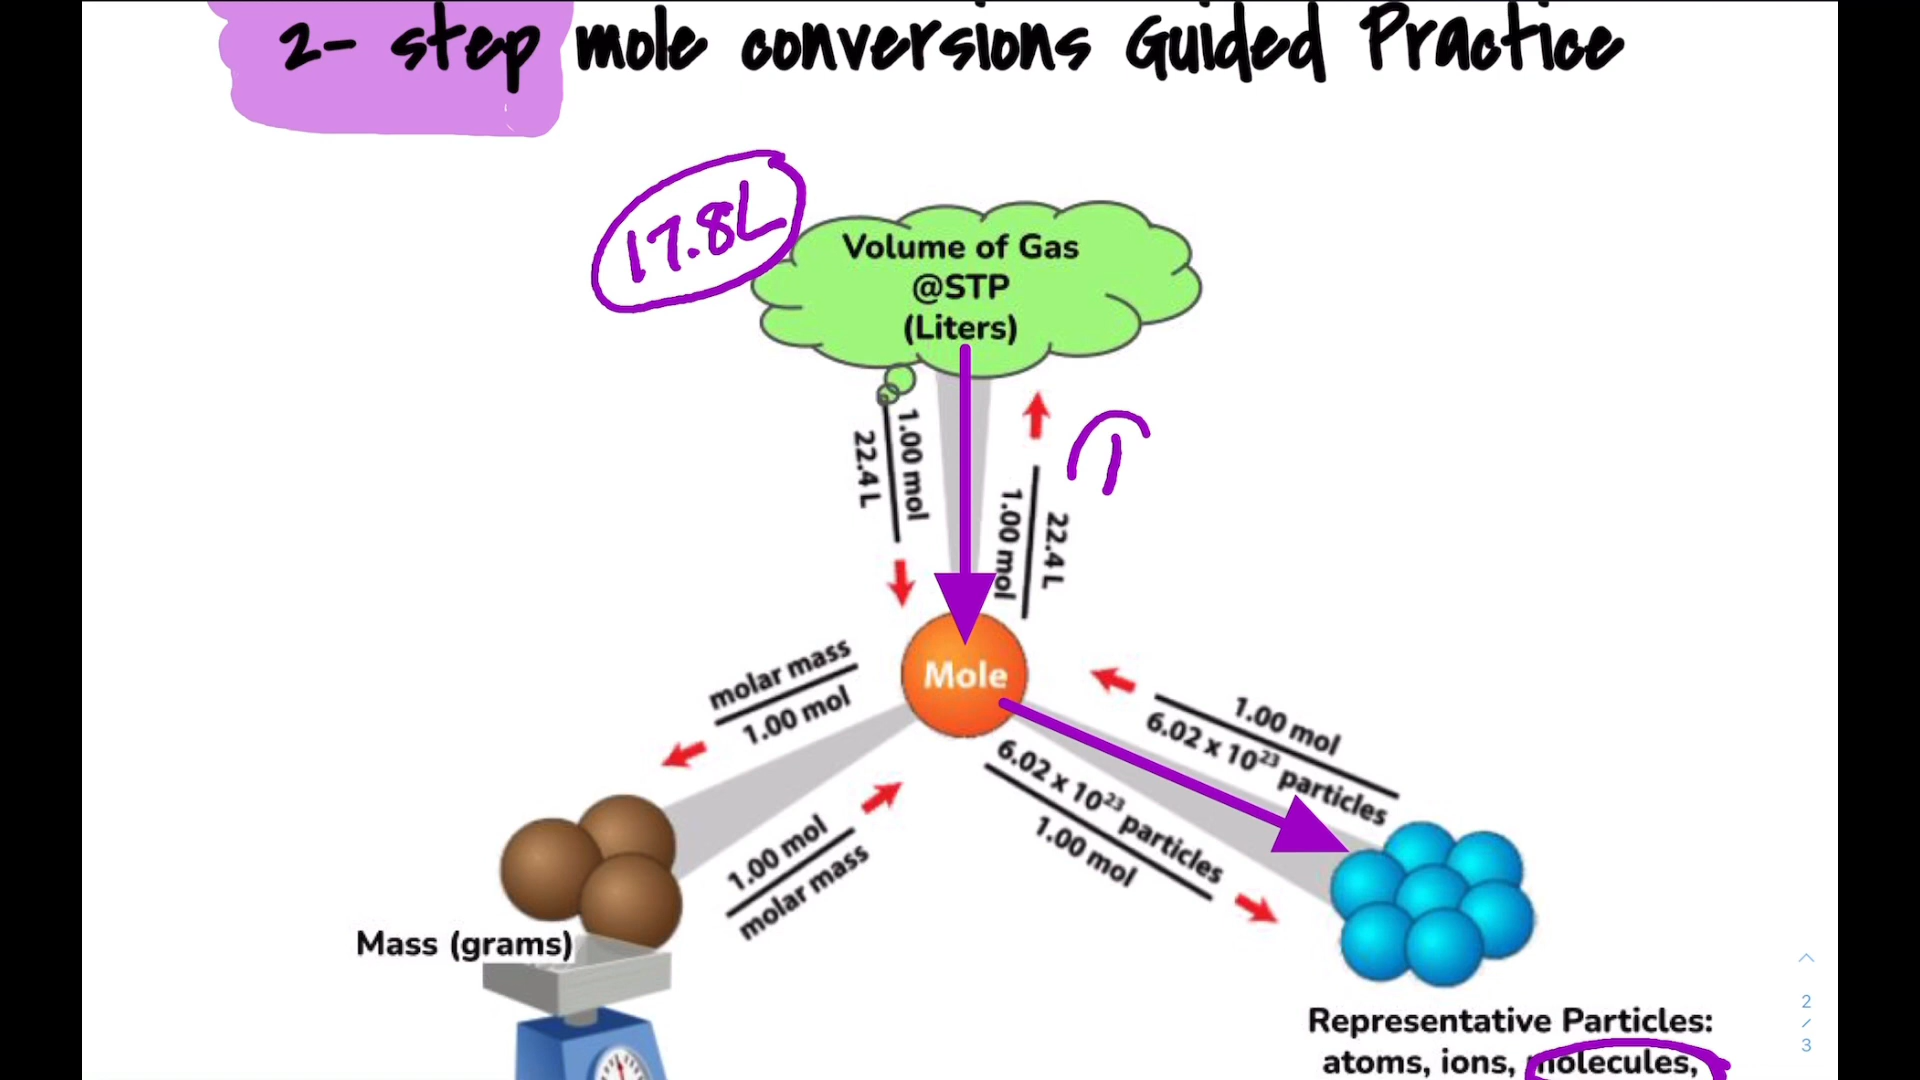 2- step mole conversions Guided Practice
17.8L
Volume of Gas
@STP
(Liters)
1.00 mol
22.4 L
22.4 L
1.00 mol
1
Mole
molar mass
1.00 mol
1.00 mol
6.02 x 10²³ particles
6.02 x 10²³ particles
1.00 mol
1.00 mol
molar mass
Mass (grams)
Representative Particles:
atoms, ions, molecules,
2
/
3